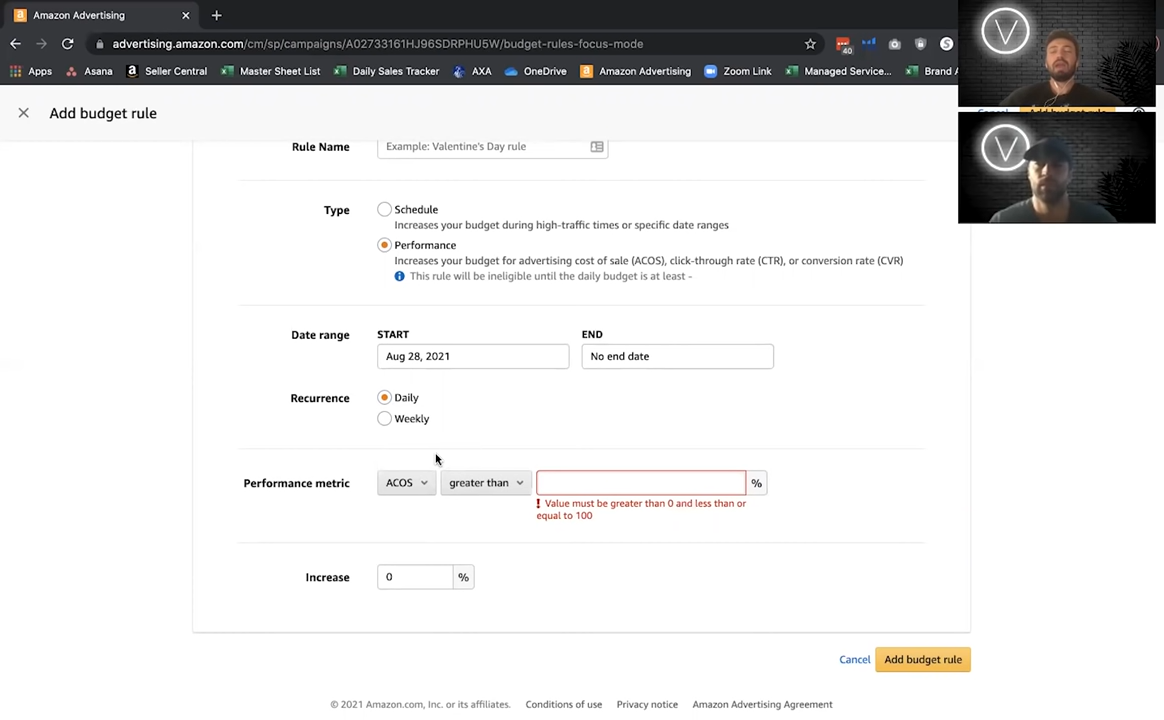 Amazon Advertising
advertising.amazon.com/cm/sp/campaigns/A02733161HJ96SDRPHU5W/budget-rules-focus-mode
40
S
Apps Asana Seller Central Master Sheet List Daily Sales Tracker AXA OneDrive Amazon Advertising Zoom Link Managed Service... Brand
V
V
Add budget rule
Rule Name
Example: Valentine's Day rule
Type
Schedule
Increases your budget during high-traffic times or specific date ranges
Performance
Increases your budget for advertising cost of sale (ACOS), click-through rate (CTR), or conversion rate (CVR)
This rule will be ineligible until the daily budget is at least -
Date range
START
END
Aug 28, 2021
No end date
Recurrence
Daily
Weekly
Performance metric
ACOS
greater than
%
! Value must be greater than 0 and less than or
equal to 100
Increase
0
%
Cancel
Add budget rule
© 2021 Amazon.com, Inc. or its affiliates. Conditions of use Privacy notice Amazon Advertising Agreement